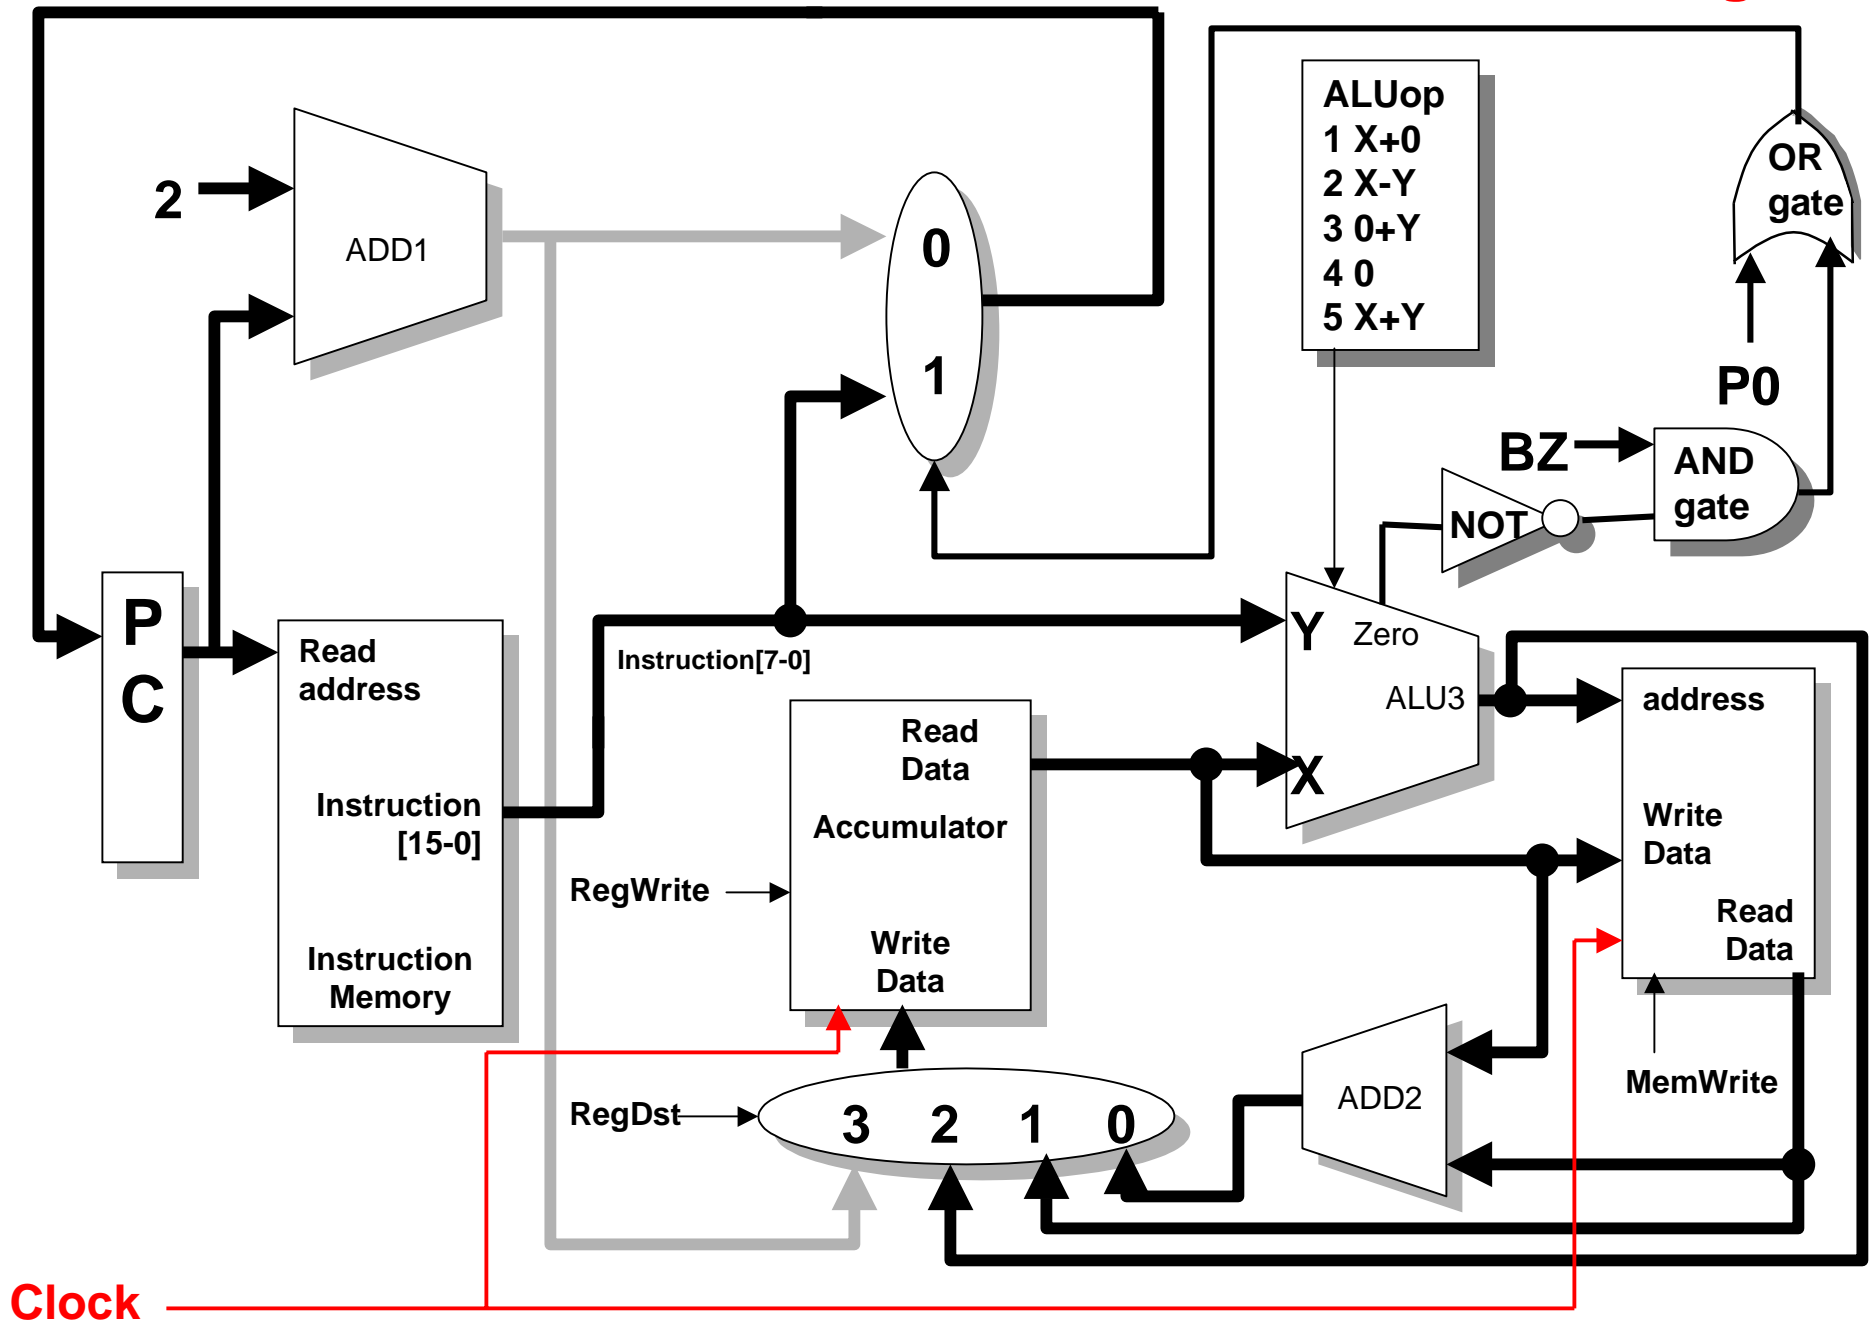 ALUop
1 X+0
2 X-Y
3 0+Y
4 0
5 X+Y
OR
gate
2
ADD1
0
1
P0
BZ
AND
gate
NOT
P
C
Read
address
Instruction
[15-0]
Instruction
Memory
Instruction[7-0]
Y
Zero
ALU3
X
address
Write
Data
Read
Data
Read
Data
Accumulator
Write
Data
RegWrite
RegDst
3 2 1 0
ADD2
MemWrite
Clock